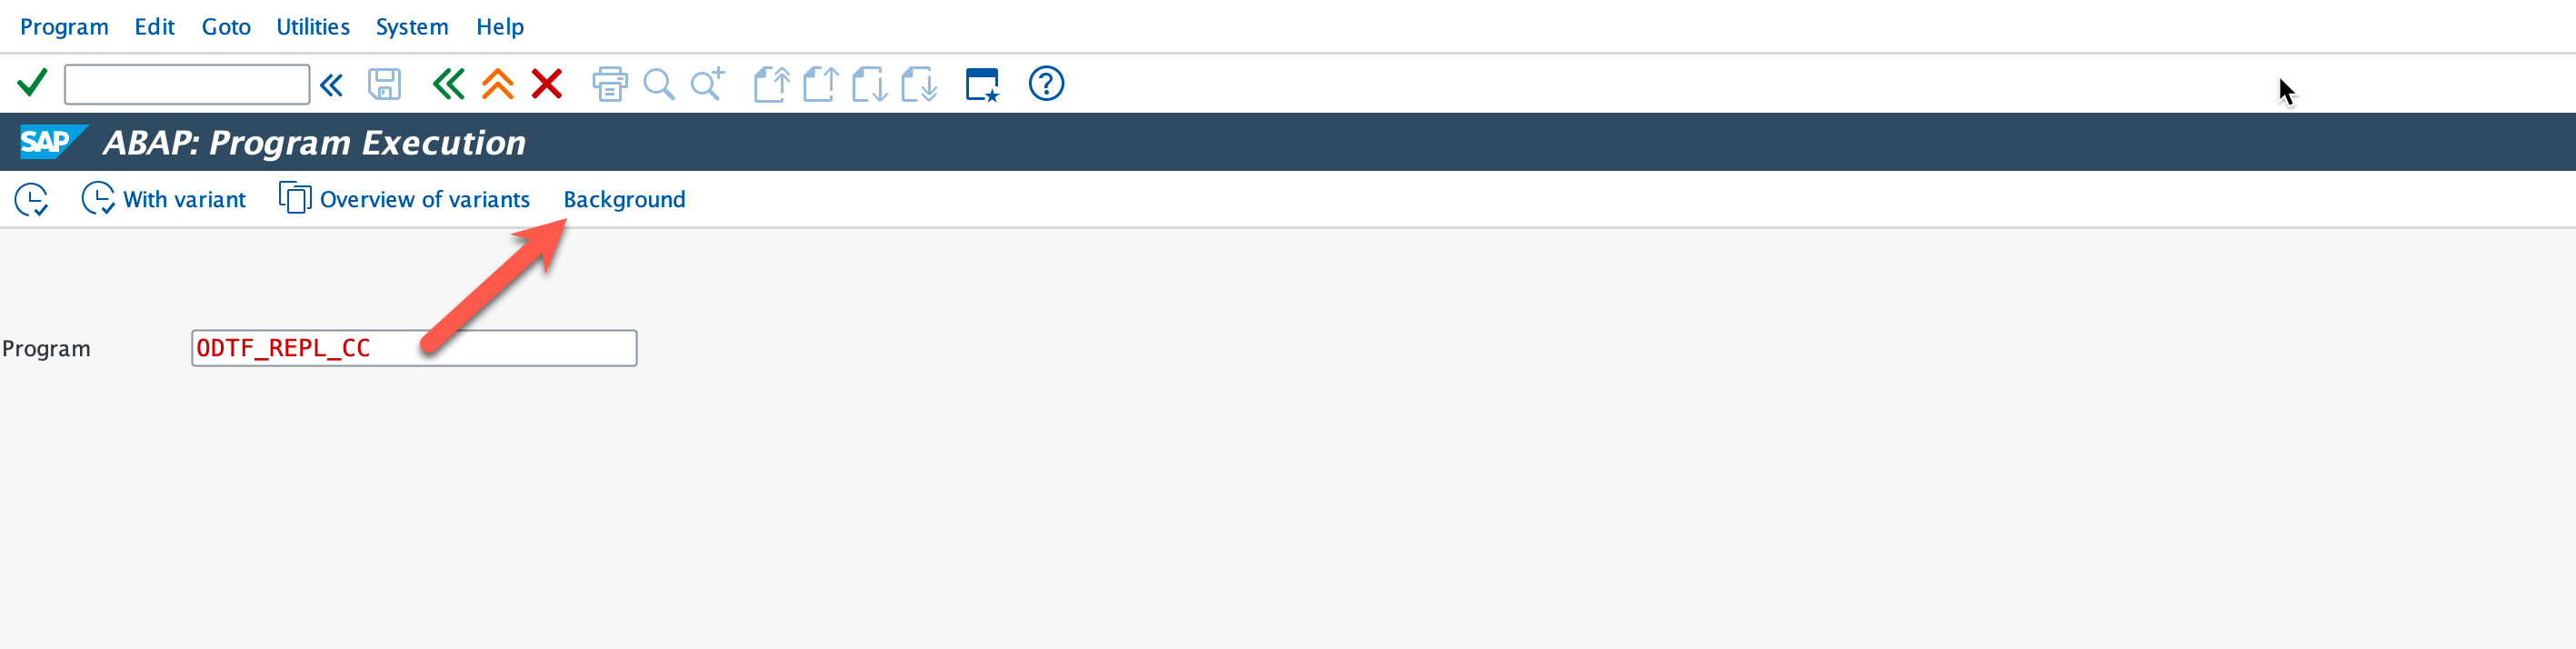 Program Edit Goto Utilities System Help
SAP ABAP: Program Execution
With variant Overview of variants Background
Program ODTF_REPL_CC